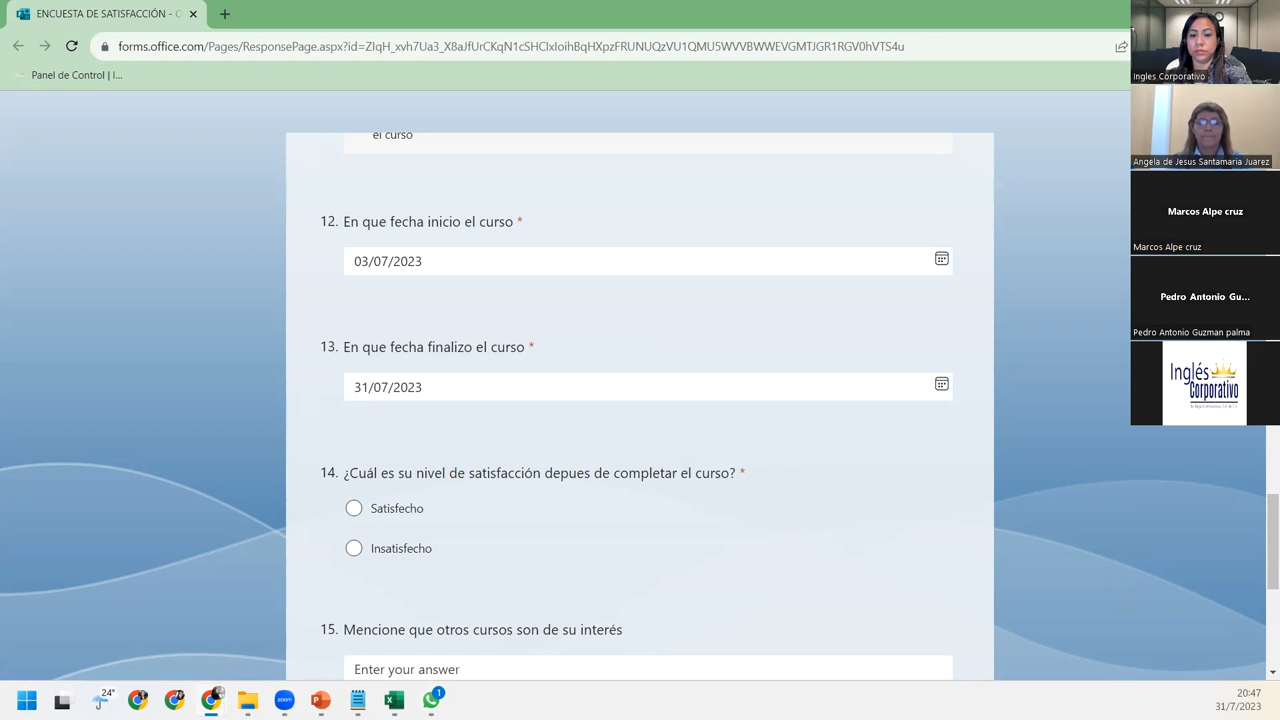 ENCUESTA DE SATISFACCIÓN - G
forms.office.com/Pages/ResponsePage.aspx?id=
Panel de Control | I...
el curso
12. En que fecha inicio el curso *
03/07/2023
13. En que fecha finalizo el curso *
31/07/2023
14. ¿Cuál es su nivel de satisfacción depues de completar el curso? *
Satisfecho
Insatisfecho
15. Mencione que otros cursos son de su interés
Enter your answer
Ingles Corporativo
Angela de Jesus Santamaria Juarez
Marcos Alpe cruz
Marcos Alpe cruz
Pedro Antonio Gu...
Pedro Antonio Guzman palma
Inglés
Corporativo
24°
zoom
1
20:47
31/7/2023